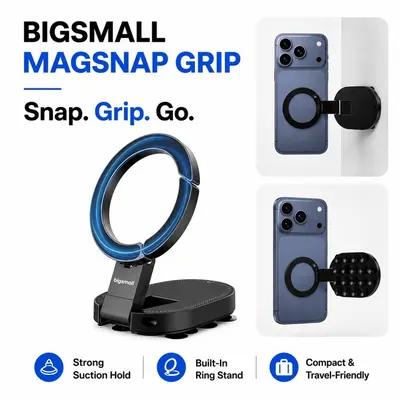 BIGSMALL
MAGSNAP GRIP
Snap. Grip. Go.
bigsmall
Strong
Suction Hold
Built-In
Ring Stand
Compact &
Travel-Friendly